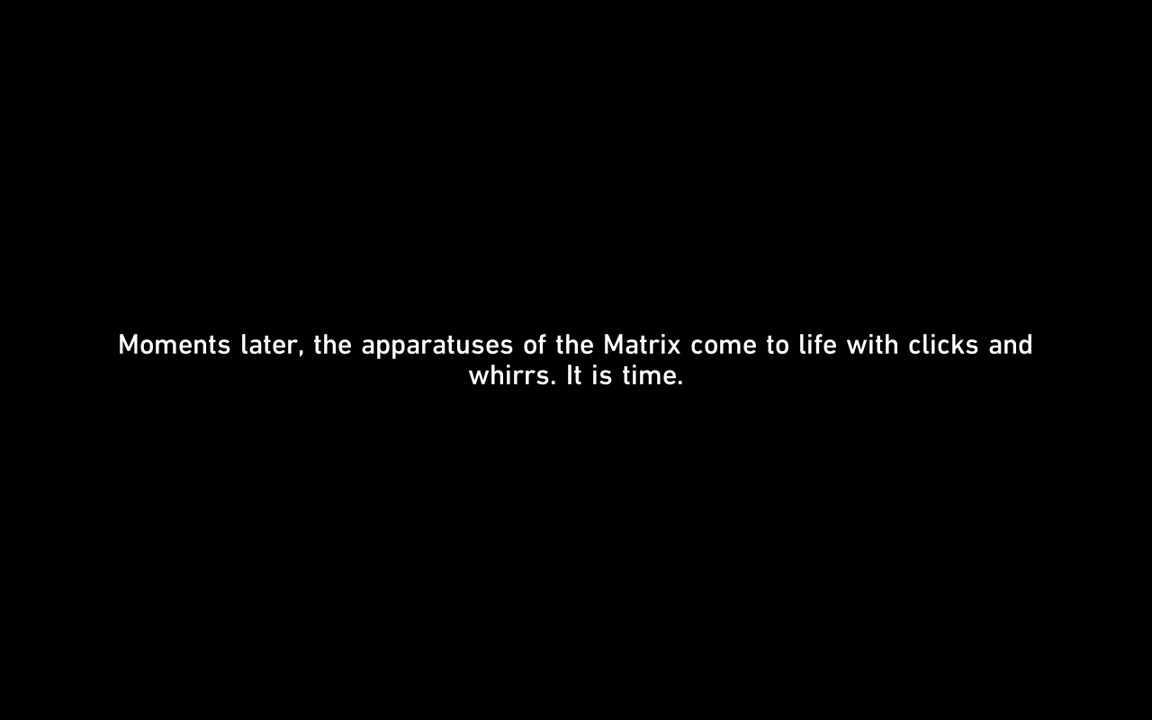 Moments later, the apparatuses of the Matrix come to life with clicks and
whirrs. It is time.